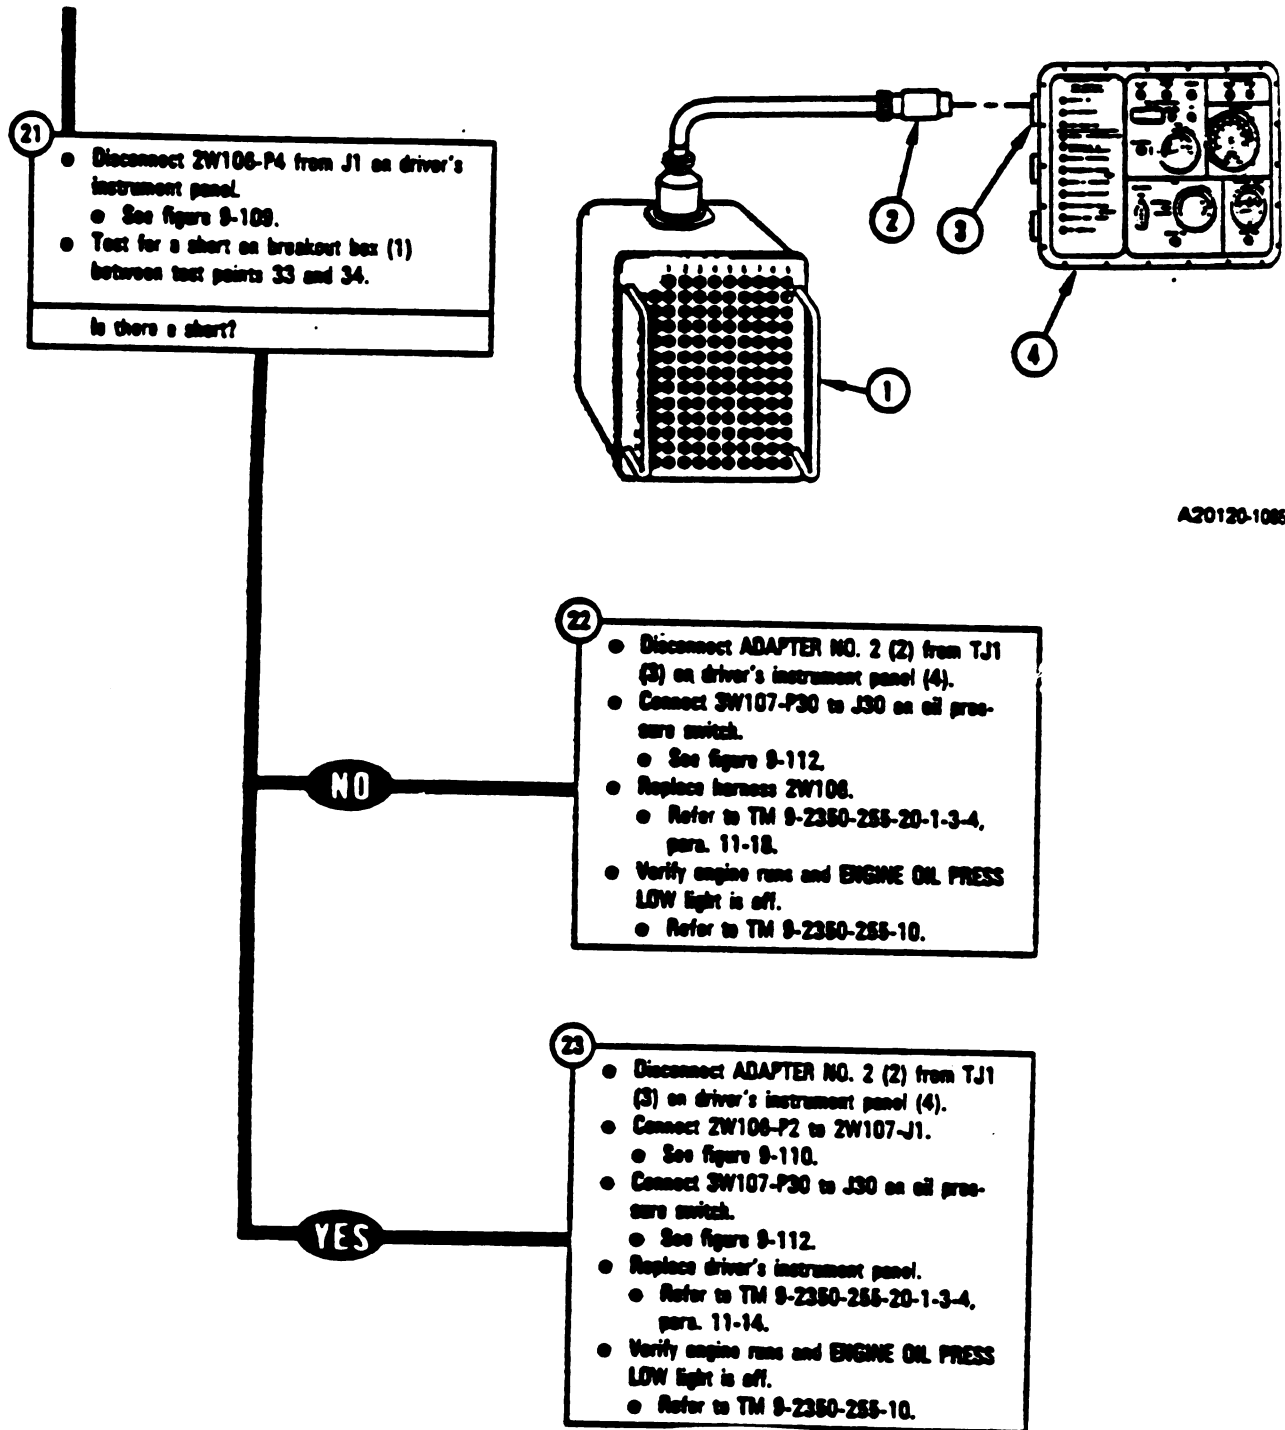 21
● Disconnect 2W106-P4 from J1 on driver's
instrument panel.
● See figure 9-109.
● Test for a short on breakout box (1)
between test points 33 and 34.
Is there a short?
1
2
3
4
A20120-1085
22
● Disconnect ADAPTER NO. 2 (2) from TJ1
(3) on driver's instrument panel (4).
● Connect 3W107-P30 to J30 on oil pres-
sure switch.
● See figure 9-112.
● Replace harness 2W106.
● Refer to TM 9-2350-255-20-1-3-4,
para. 11-18.
● Verify engine runs and ENGINE OIL PRESS
LOW light is off.
● Refer to TM 9-2350-255-10.
NO
23
● Disconnect ADAPTER NO. 2 (2) from TJ1
(3) on driver's instrument panel (4).
● Connect 2W106-P2 to 2W107-J1.
● See figure 9-110.
● Connect 3W107-P30 to J30 on oil pres-
sure switch.
● See figure 9-112.
● Replace driver's instrument panel.
● Refer to TM 9-2350-255-20-1-3-4,
para. 11-14.
● Verify engine runs and ENGINE OIL PRESS
LOW light is off.
● Refer to TM 9-2350-255-10.
YES